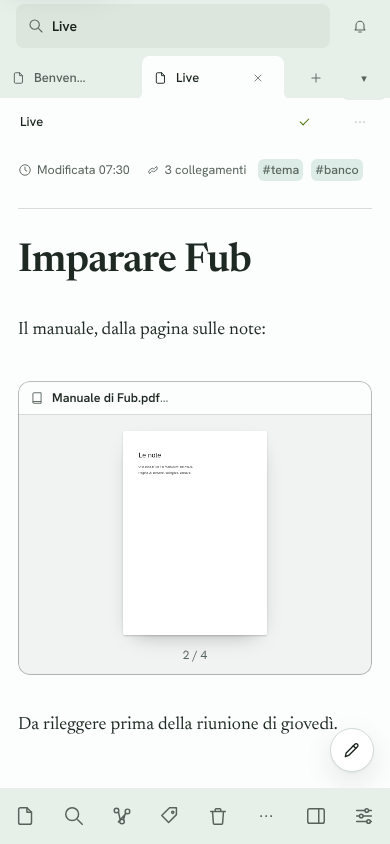 Live
Benven...
Live
Live
Modificata 07:30
3 collegamenti
#tema
#banco
Imparare Fub
Il manuale, dalla pagina sulle note:
Manuale di Fub.pdf...
Le note
2 / 4
Da rileggere prima della riunione di giovedì.